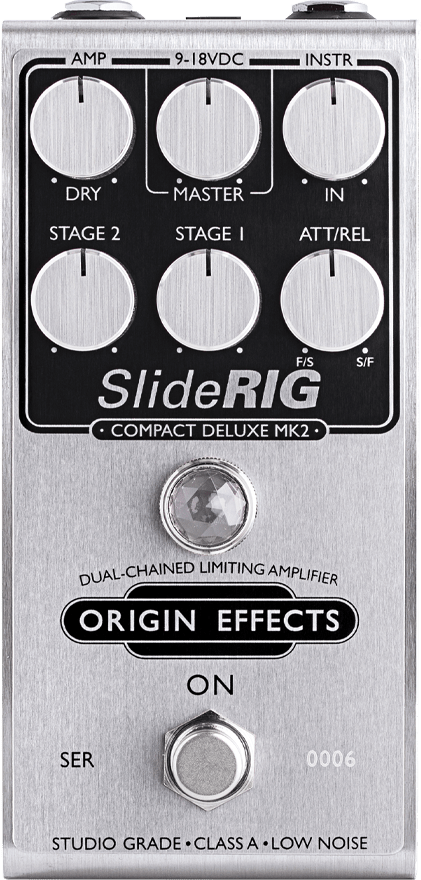 AMP 9-18VDC INSTR
DRY MASTER IN
STAGE 2 STAGE 1 ATT/REL
F/S S/F
SlideRIG
• COMPACT DELUXE MK2 •
DUAL-CHAINED LIMITING AMPLIFIER
ORIGIN EFFECTS
ON
SER 0006
STUDIO GRADE • CLASS A • LOW NOISE